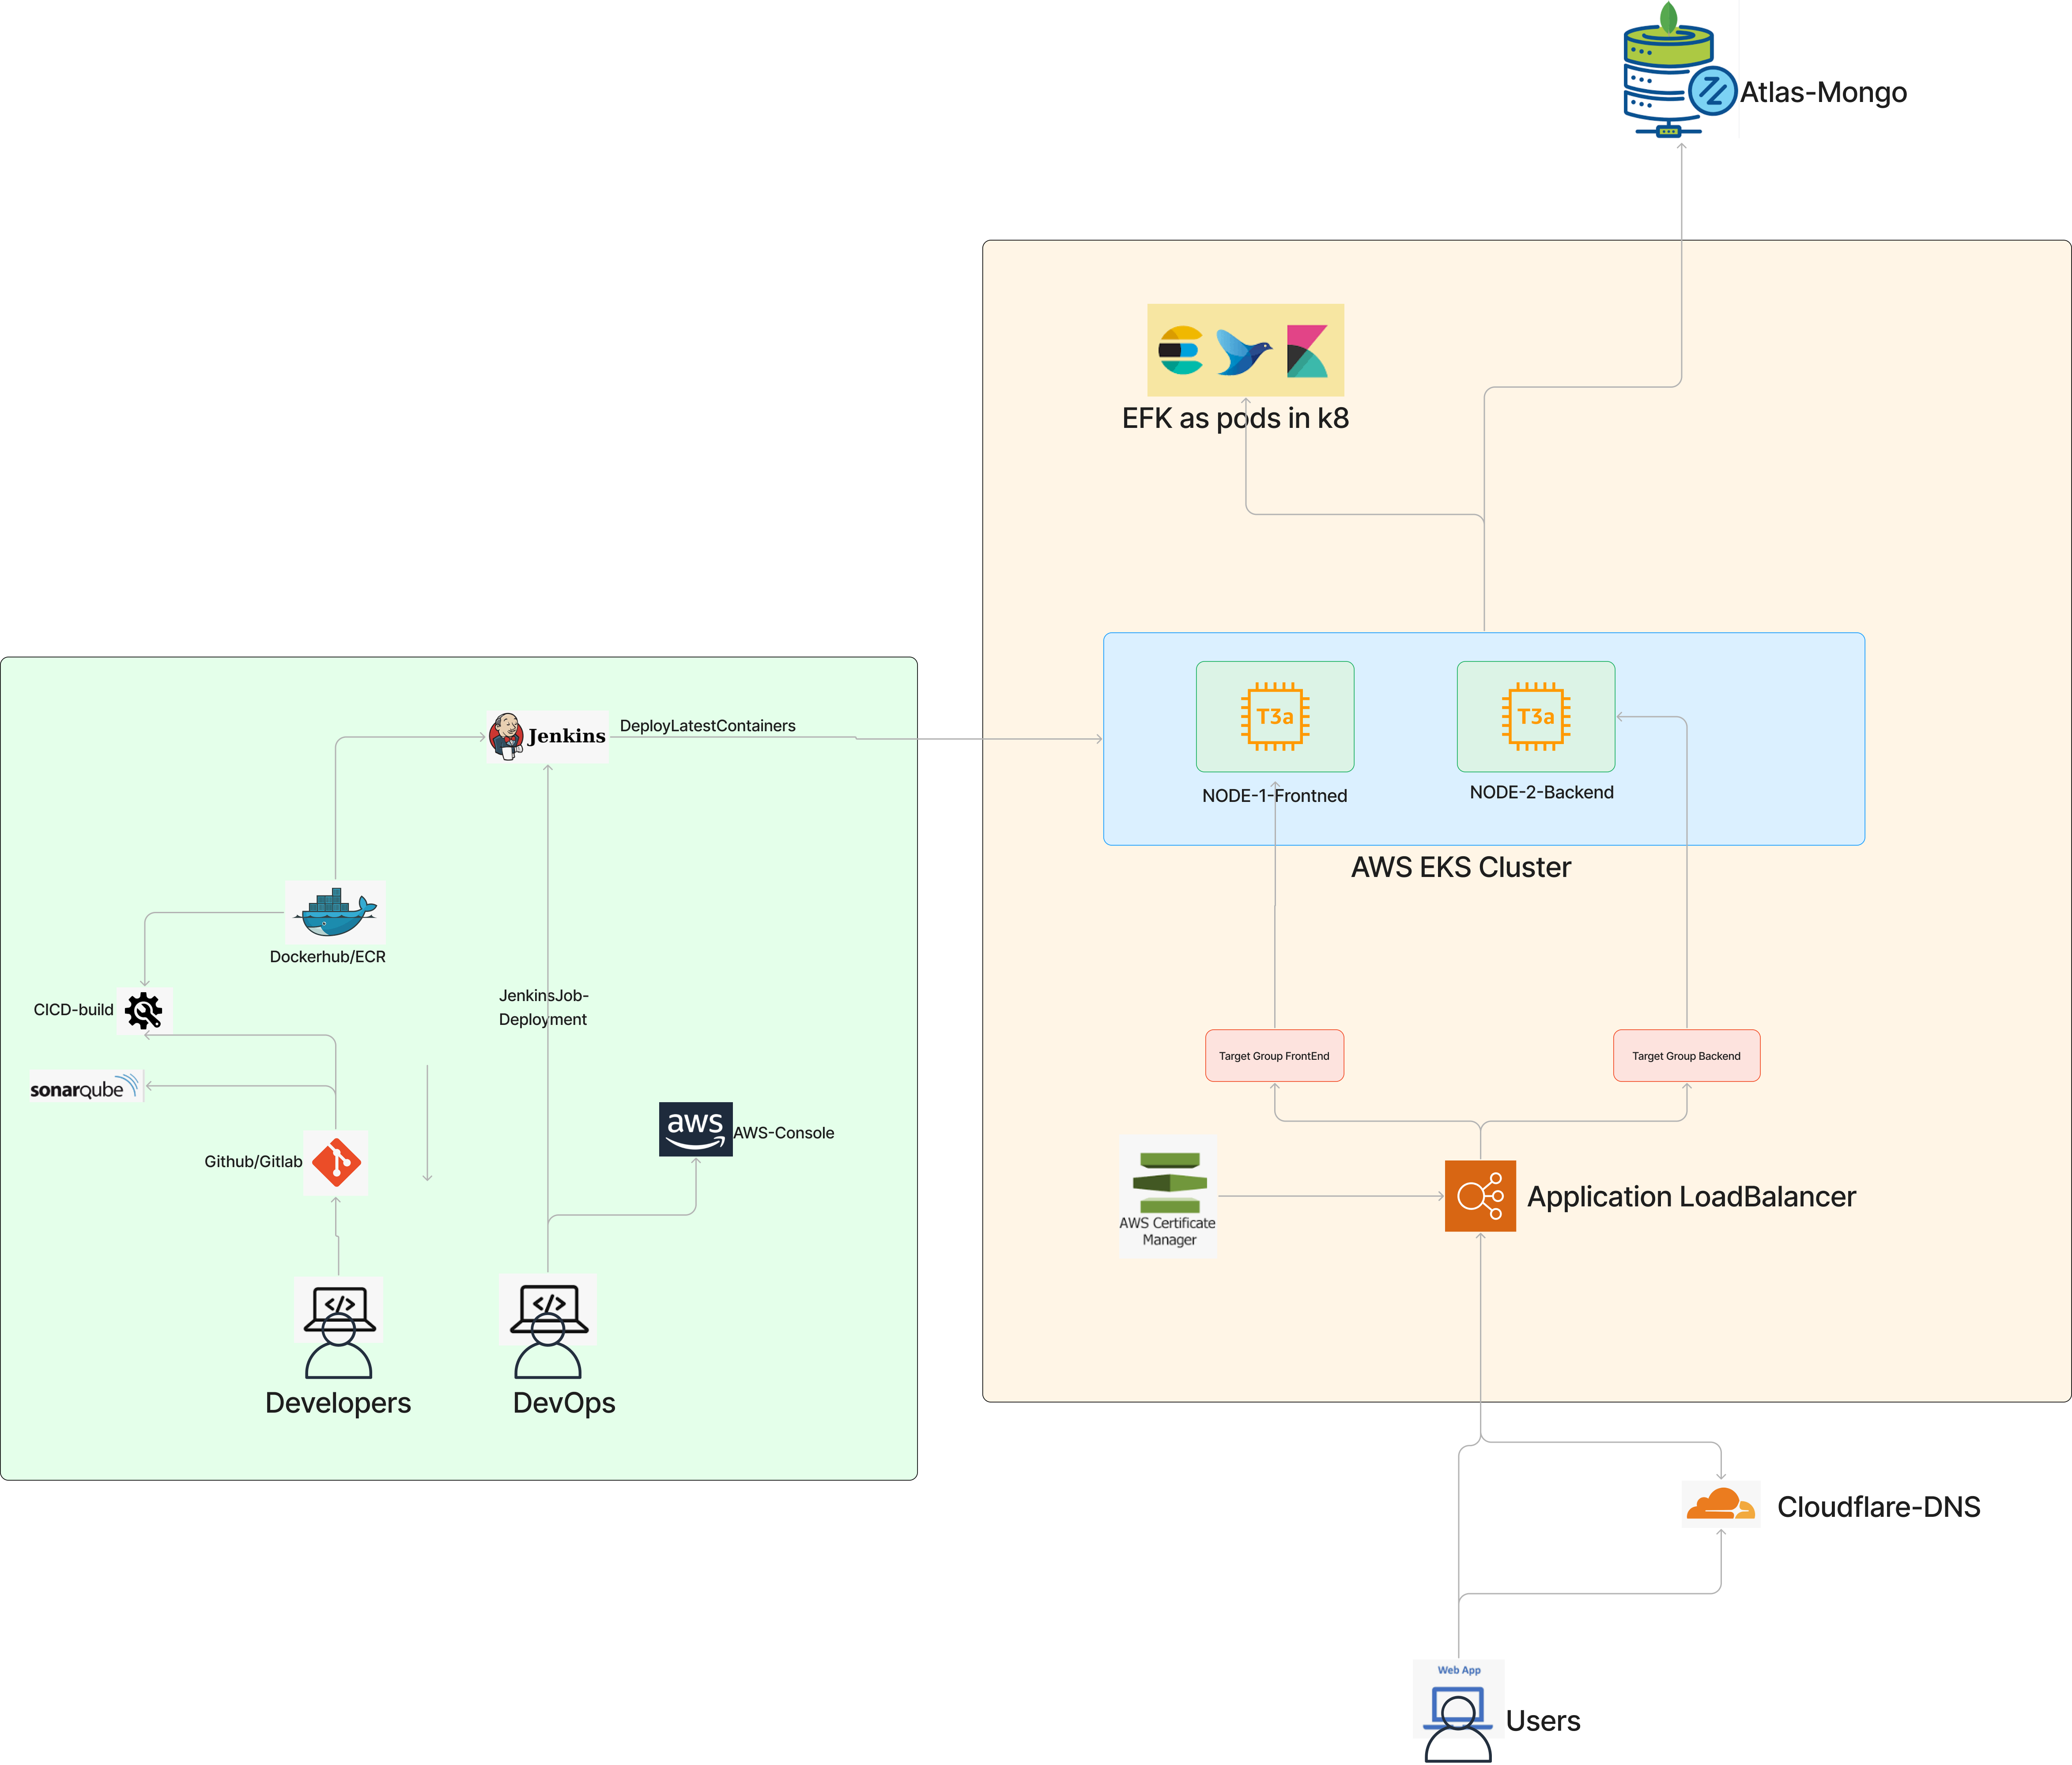 Atlas-Mongo
EFK as pods in k8
T3a
T3a
NODE-1-Frontned
NODE-2-Backend
AWS EKS Cluster
Jenkins
DeployLatestContainers
Dockerhub/ECR
CICD-build
JenkinsJob-
Deployment
sonarqube
Github/Gitlab
aws
AWS-Console
Developers
DevOps
Target Group FrontEnd
Target Group Backend
AWS Certificate
Manager
Application LoadBalancer
Cloudflare-DNS
Web App
Users